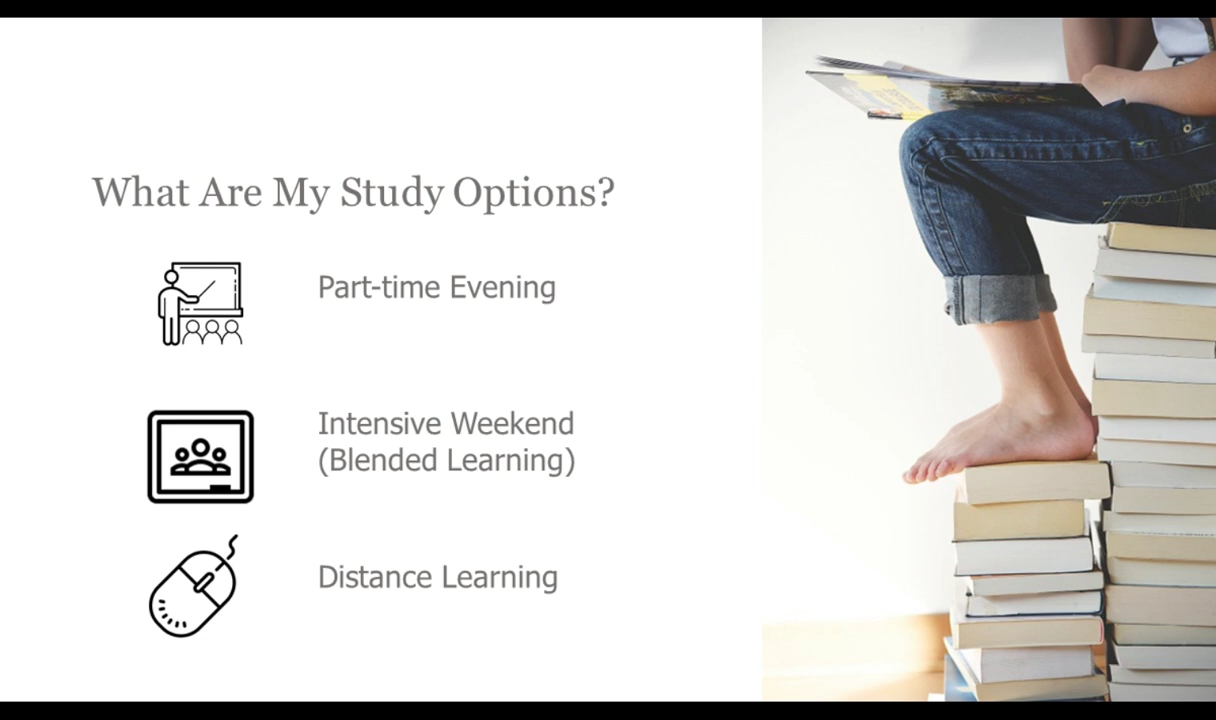 What Are My Study Options?
Part-time Evening
Intensive Weekend
(Blended Learning)
Distance Learning